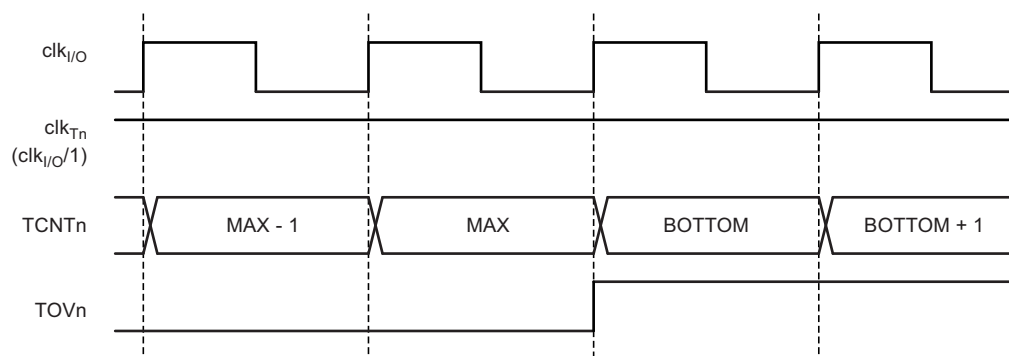 clkI/O
clkTn
(clkI/O/1)
TCNTn MAX - 1 MAX BOTTOM BOTTOM + 1
TOVn